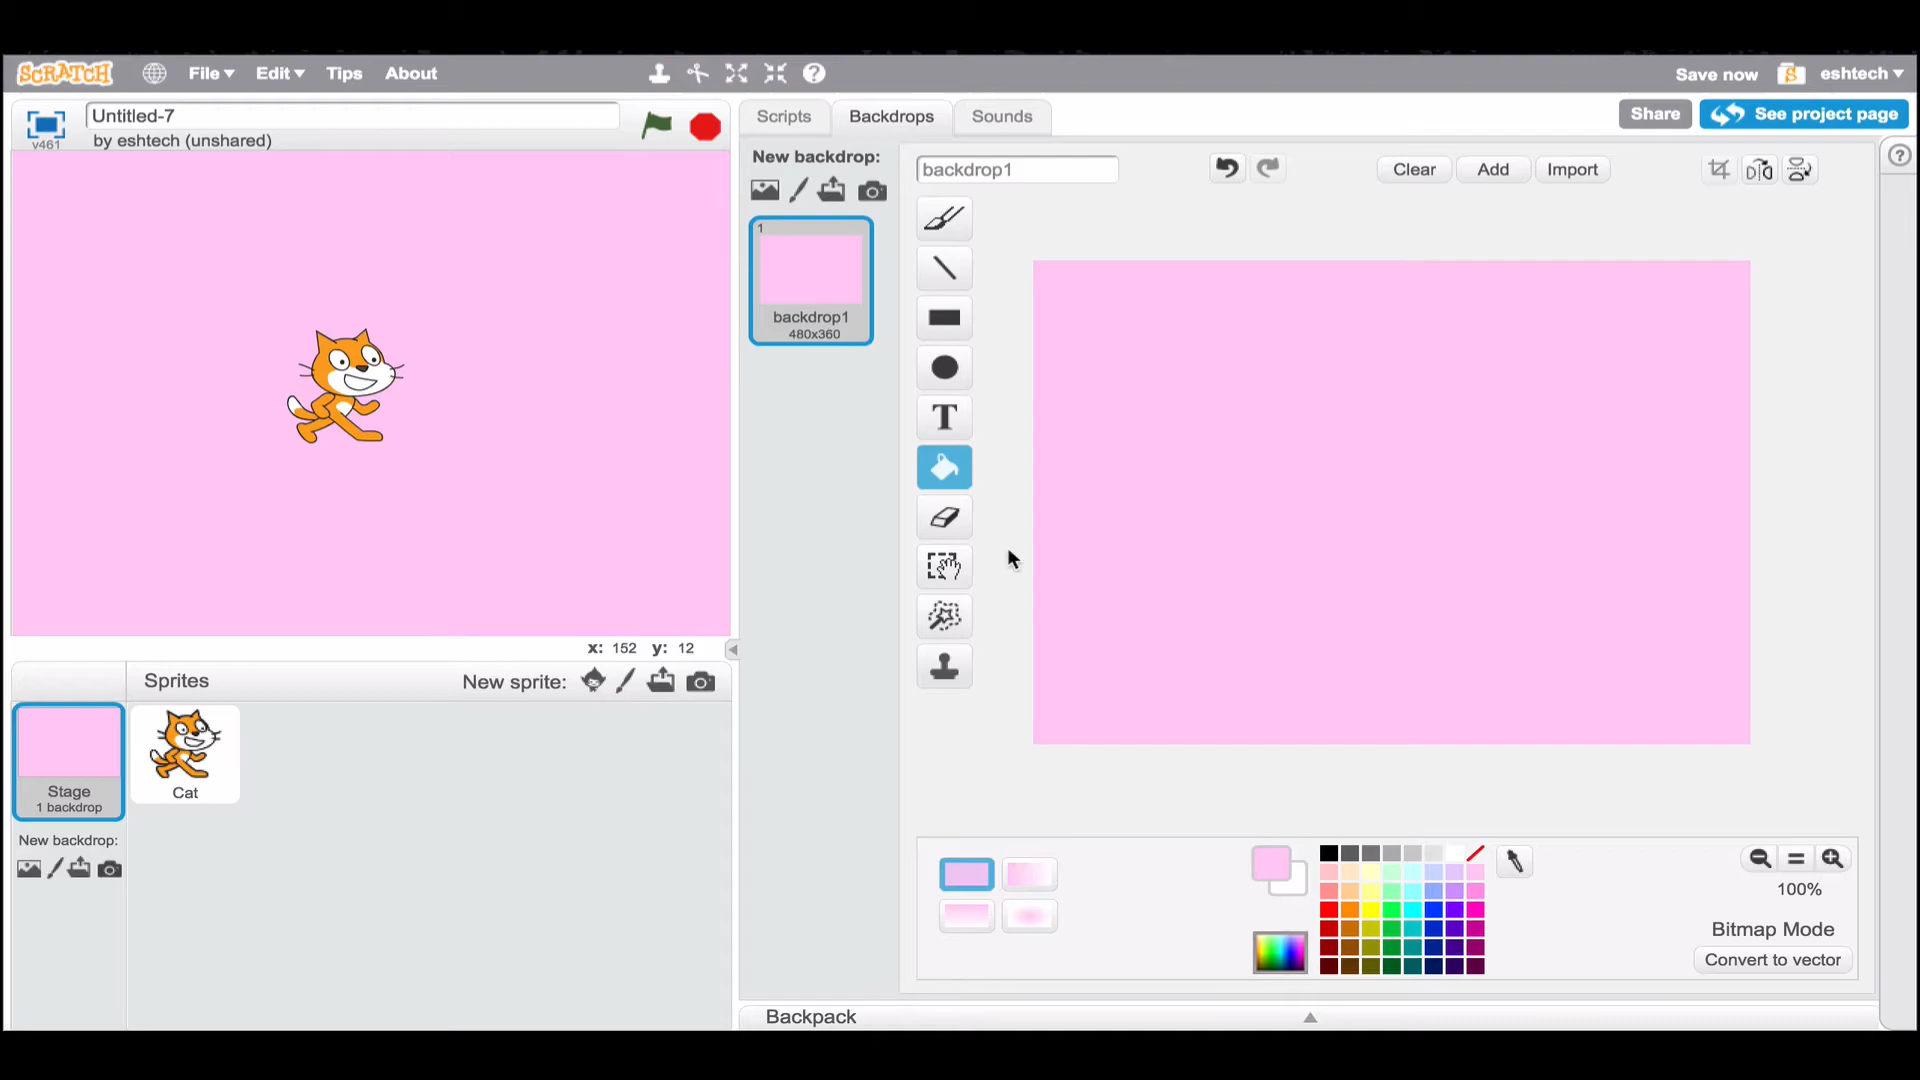 SCRATCH File Edit Tips About Save now eshtech
Untitled-7
by eshtech (unshared)
v461
Scripts Backdrops Sounds Share See project page
New backdrop:
backdrop1 Clear Add Import
1
backdrop1
480x360
T
x: 152 y: 12
Sprites New sprite:
Stage
1 backdrop
Cat
New backdrop:
100%
Bitmap Mode
Convert to vector
Backpack